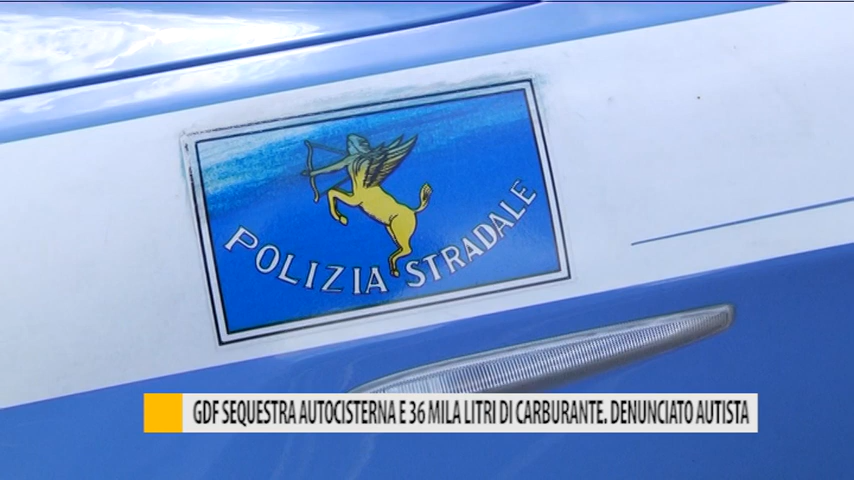 POLIZIA STRADALE
GDF SEQUESTRA AUTOCISTERNA E 36 MILA LITRI DI CARBURANTE. DENUNCIATO AUTISTA